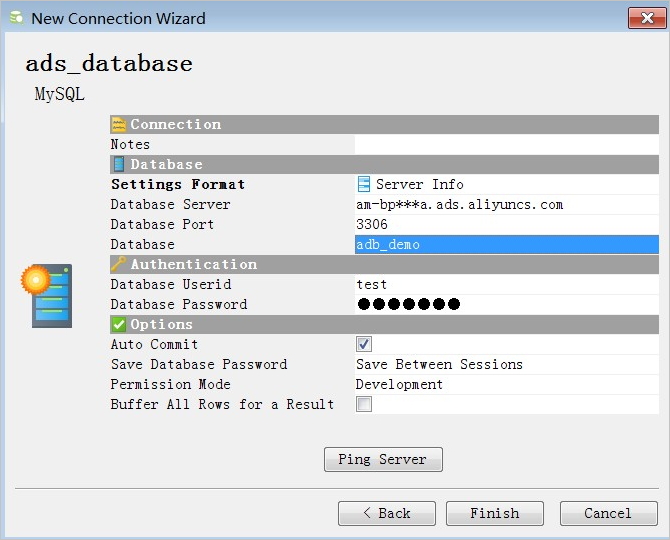 New Connection Wizard
ads_database
MySQL
Connection
Notes
Database
Settings Format Server Info
Database Server am-bp***a.ads.aliyuncs.com
Database Port 3306
Database adb_demo
Authentication
Database Userid test
Database Password ●●●●●●●
Options
Auto Commit
Save Database Password Save Between Sessions
Permission Mode Development
Buffer All Rows for a Result
Ping Server
< Back Finish Cancel